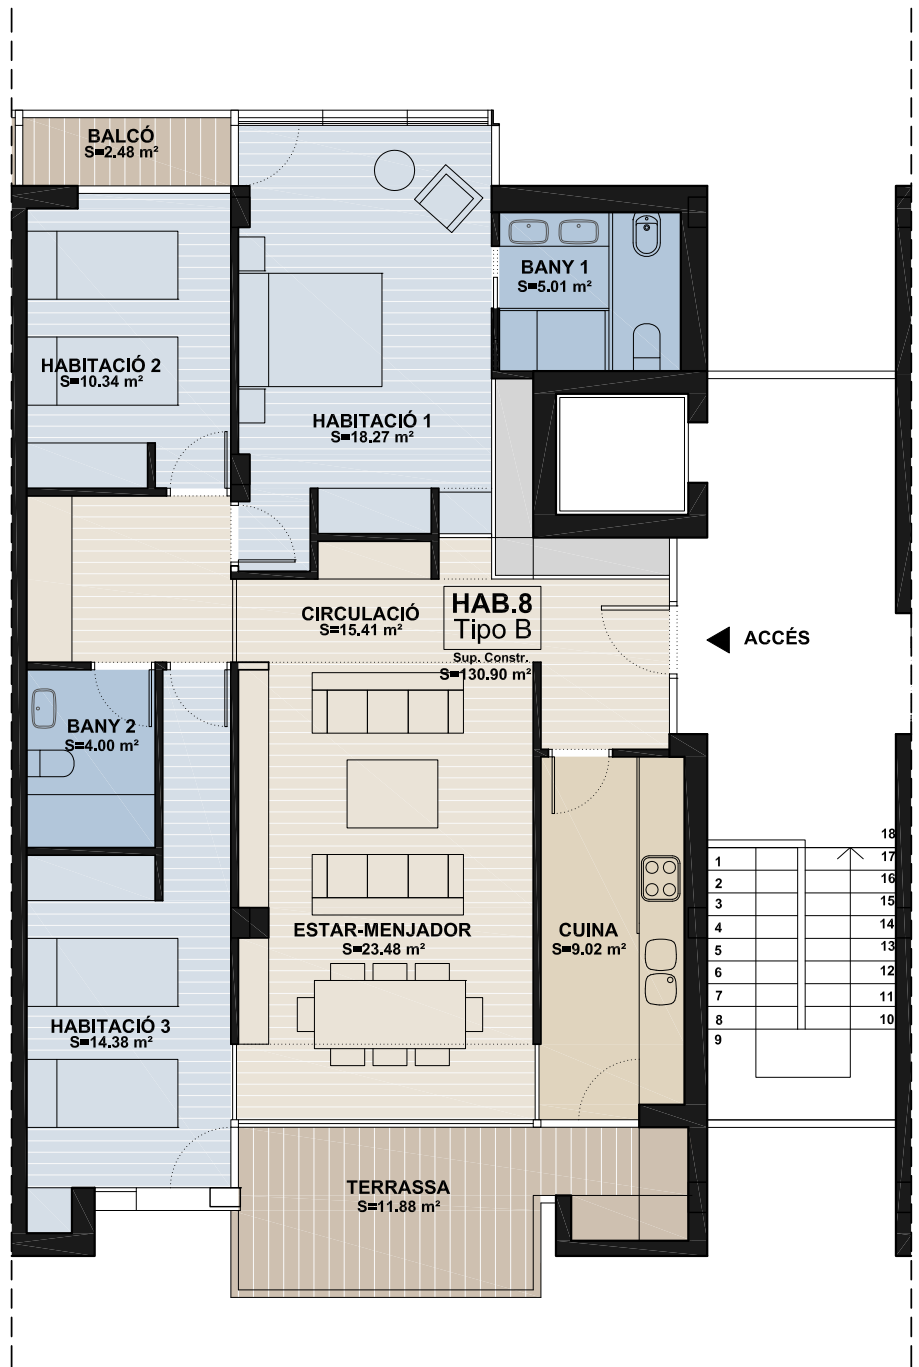 BALCÓ
S=2.48 m²
BANY 1
S=5.01 m²
HABITACIÓ 2
S=10.34 m²
HABITACIÓ 1
S=18.27 m²
CIRCULACIÓ
S=15.41 m²
HAB.8
Tipo B
Sup. Constr.
S=130.90 m²
ACCÉS
BANY 2
S=4.00 m²
ESTAR-MENJADOR
S=23.48 m²
CUINA
S=9.02 m²
HABITACIÓ 3
S=14.38 m²
TERRASSA
S=11.88 m²
1
2
3
4
5
6
7
8
9
18
17
16
15
14
13
12
11
10